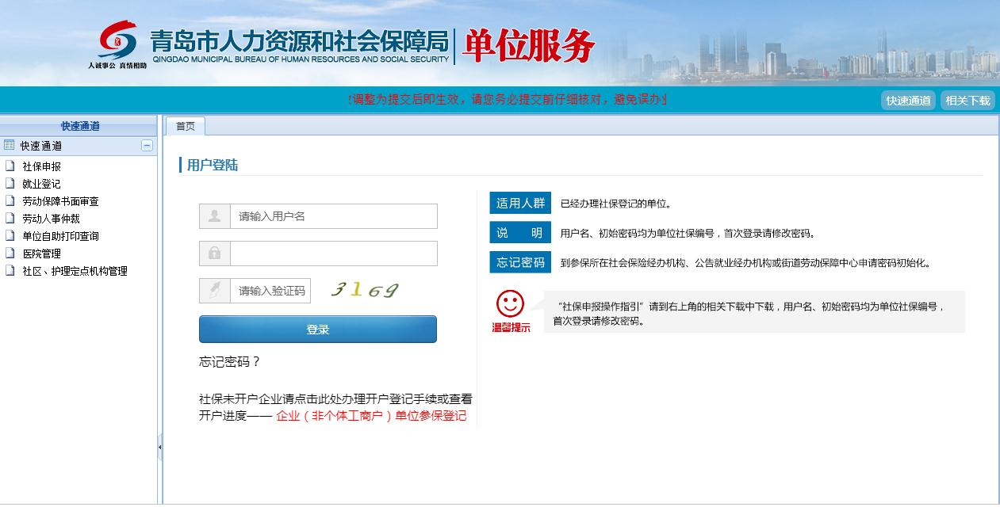 青岛市人力资源和社会保障局
单位服务
QINGDAO MUNICIPAL BUREAU OF HUMAN RESOURCES AND SOCIAL SECURITY
人诚事公 真情相助
调整为提交后即生效，请您务必提交前仔细核对，避免误办
快速通道
相关下载
快速通道
快速通道
社保申报
就业登记
劳动保障书面审查
劳动人事仲裁
单位自助打印查询
医院管理
社区、护理定点机构管理
首页
用户登陆
请输入用户名
请输入验证码
3169
登录
忘记密码？
社保未开户企业请点击此处办理开户登记手续或查看
开户进度—— 企业（非个体工商户）单位参保登记
适用人群
已经办理社保登记的单位。
说 明
用户名、初始密码均为单位社保编号，首次登录请修改密码。
忘记密码
到参保所在社会保险经办机构、公告就业经办机构或街道劳动保障中心申请密码初始化。
温馨提示
“社保申报操作指引”请到右上角的相关下载中下载，用户名、初始密码均为单位社保编号，
首次登录请修改密码。